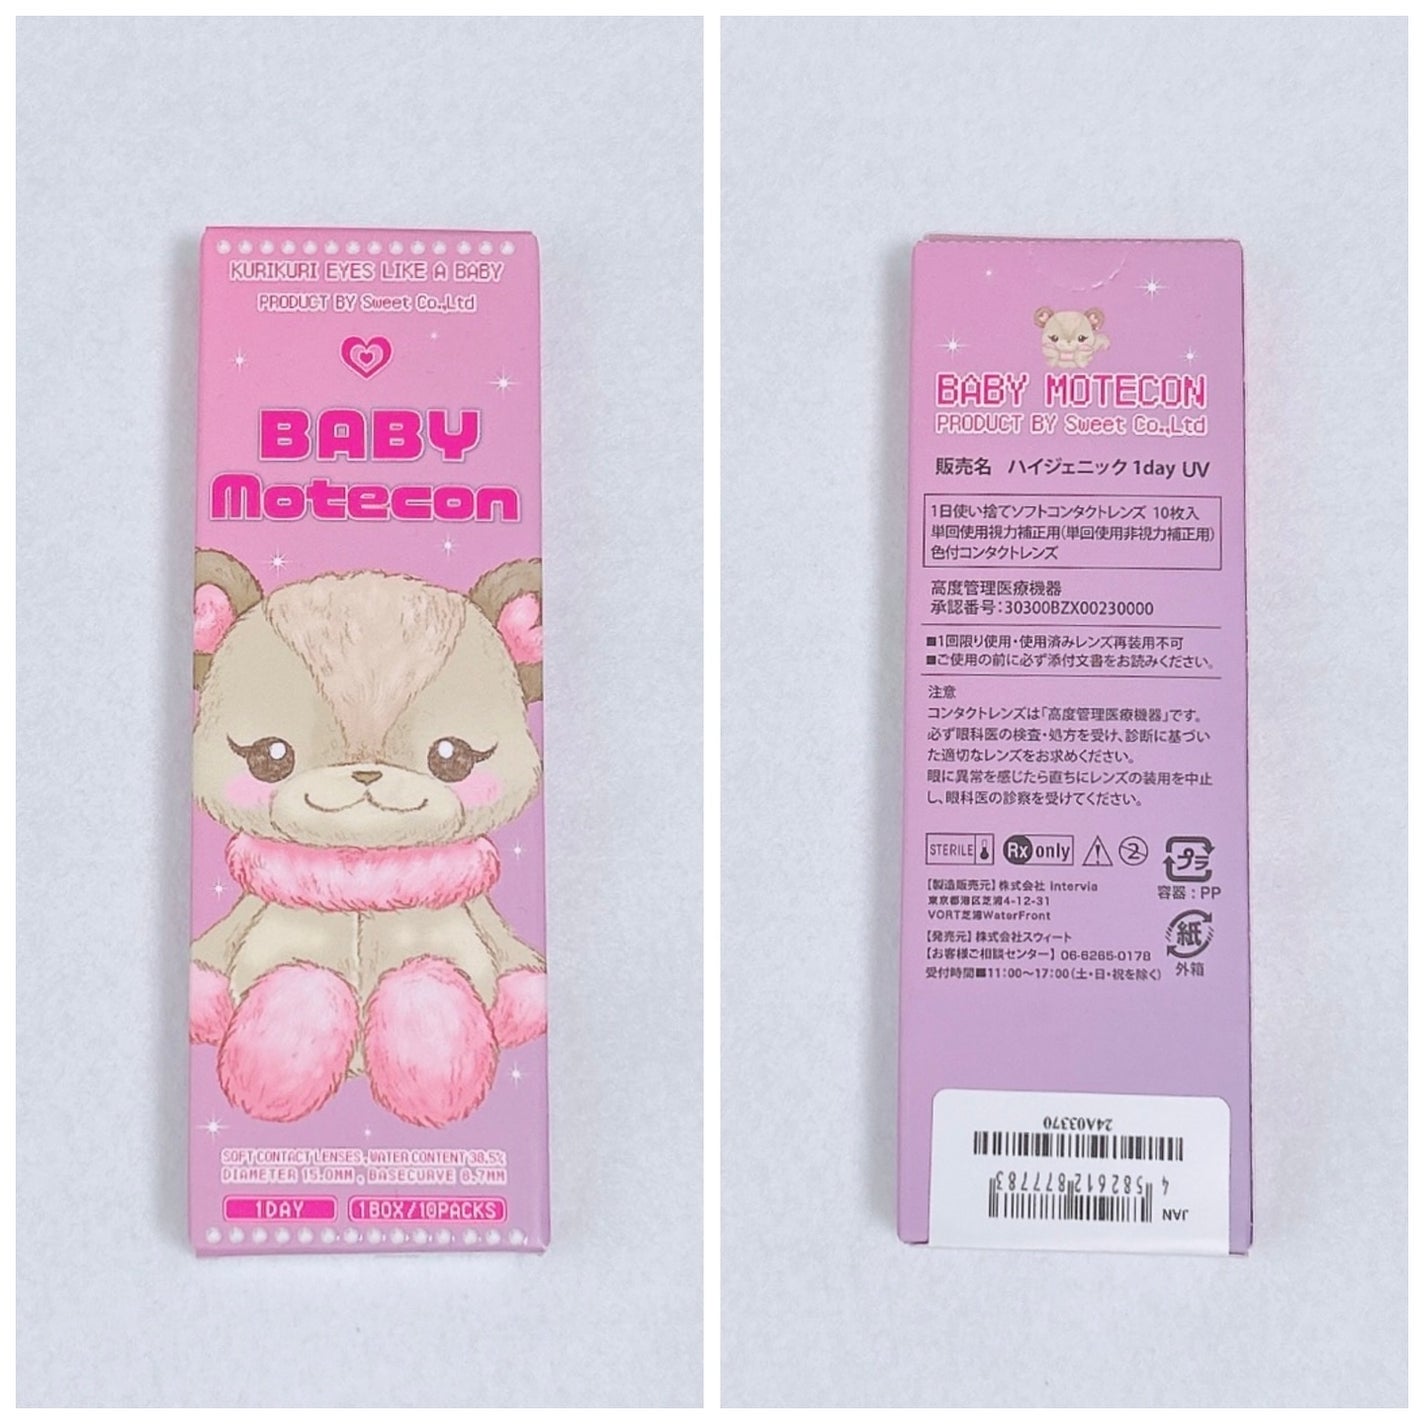 KURIKURI EYES LIKE A BABY
PRODUCT BY Sweet Co.,Ltd
BABY
Motecon
SOFT CONTACT LENSES , WATER CONTENT 38.5%
DIAMETER 15.0MM , BASECURVE 8.7MM
1DAY
1BOX/10PACKS
BABY MOTECON
PRODUCT BY Sweet Co.,Ltd
販売名 ハイジェニック 1day UV
1日使い捨てソフトコンタクトレンズ 10枚入
単回使用視力補正用(単回使用非視力補正用)
色付コンタクトレンズ
高度管理医療機器
承認番号:30300BZX00230000
■1回限り使用・使用済みレンズ再装用不可
■ご使用の前に必ず添付文書をお読みください。
注意
コンタクトレンズは「高度管理医療機器」です。
必ず眼科医の検査・処方を受け、診断に基づい
た適切なレンズをお求めください。
眼に異常を感じたら直ちにレンズの装用を中止
し、眼科医の診察を受けてください。
STERILE
Rx only
2
プラ
容器:PP
【製造販売元】株式会社 Intervia
東京都港区芝浦4-12-31
VORT芝浦WaterFront
紙
外箱
【発売元】株式会社スウィート
【お客様ご相談センター】06-6265-0178
受付時間■11:00～17:00(土・日・祝を除く)
24A03370
4 582612 877783
JAN